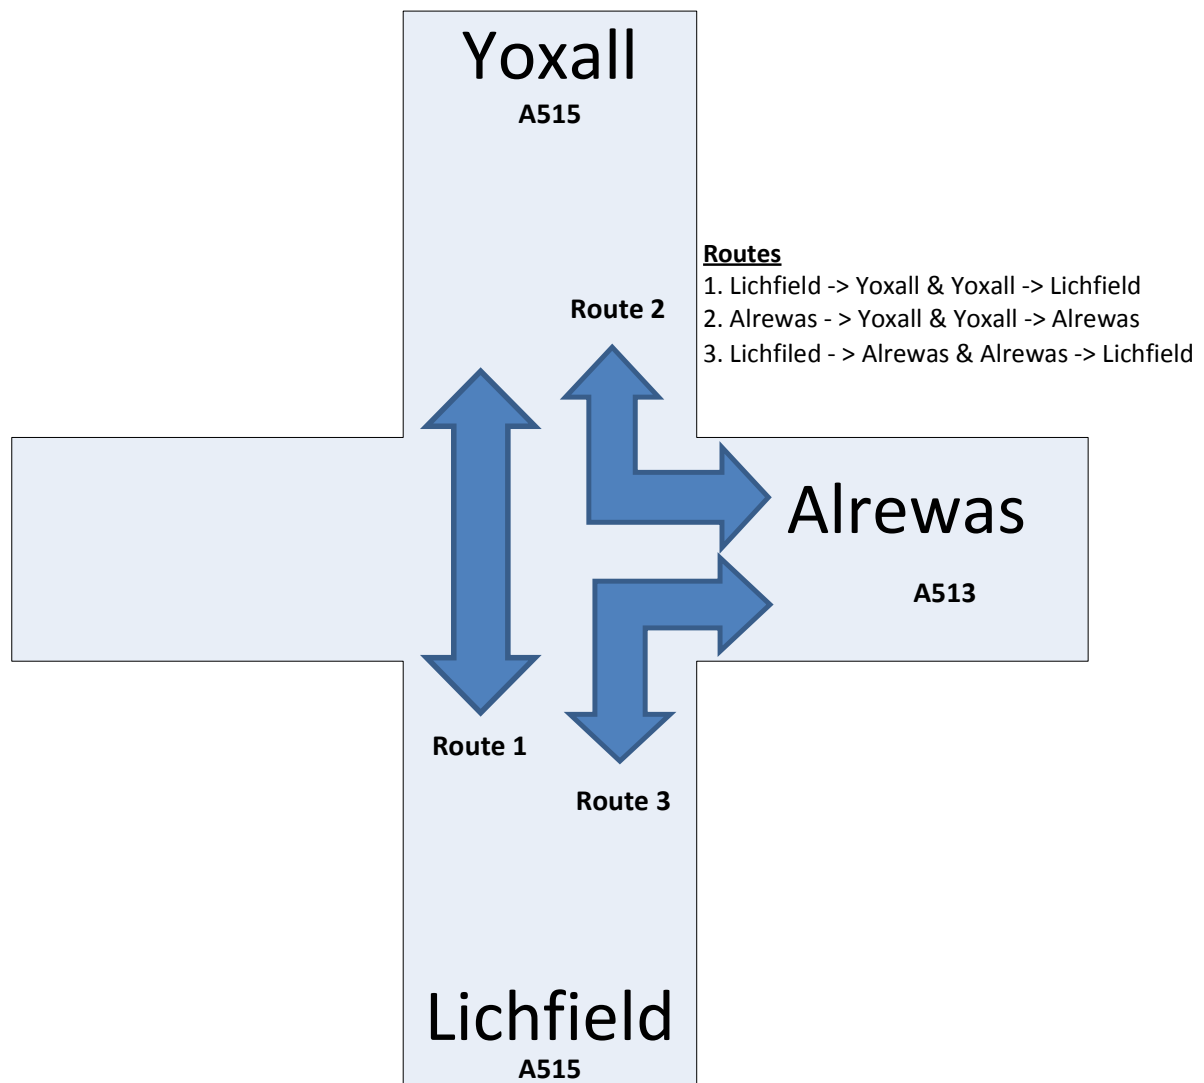 Yoxall
A515
Routes
1. Lichfield -> Yoxall & Yoxall -> Lichfield
2. Alrewas - > Yoxall & Yoxall -> Alrewas
3. Lichfiled - > Alrewas & Alrewas -> Lichfield
Route 2
Alrewas
A513
Route 1
Route 3
Lichfield
A515